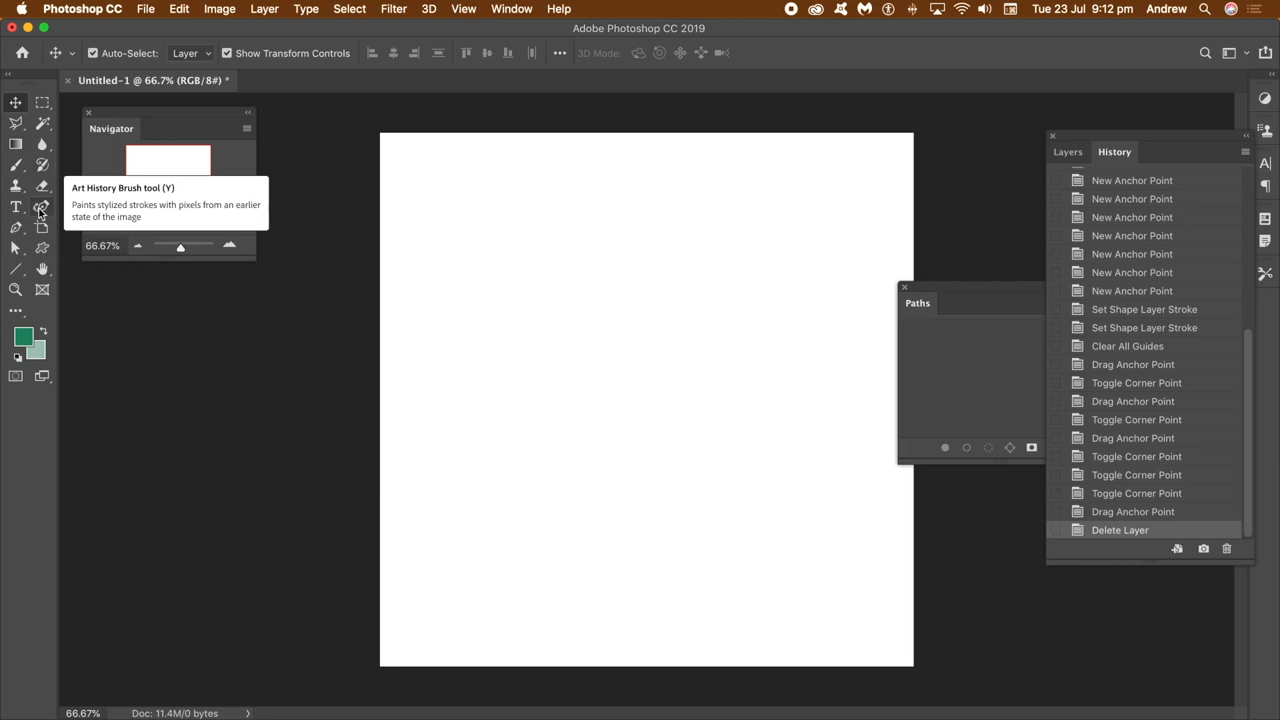 Photoshop CC File Edit Image Layer Type Select Filter 3D View Window Help Tue 23 Jul 9:12 pm Andrew
Adobe Photoshop CC 2019
Auto-Select: Layer Show Transform Controls 3D Mode:
Untitled-1 @ 66.7% (RGB/8#) *
Navigator
Art History Brush tool (Y)
Paints stylized strokes with pixels from an earlier
state of the image
66.67%
Layers History
New Anchor Point
New Anchor Point
New Anchor Point
New Anchor Point
New Anchor Point
New Anchor Point
New Anchor Point
Set Shape Layer Stroke
Set Shape Layer Stroke
Clear All Guides
Drag Anchor Point
Toggle Corner Point
Drag Anchor Point
Toggle Corner Point
Drag Anchor Point
Toggle Corner Point
Toggle Corner Point
Toggle Corner Point
Drag Anchor Point
Delete Layer
Paths
66.67% Doc: 11.4M/0 bytes